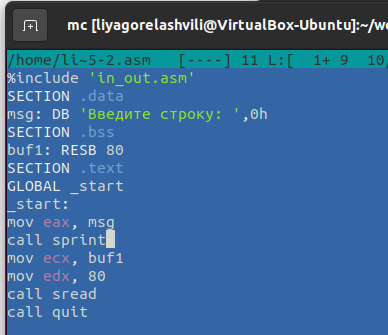 mc [liyagorelashvili@VirtualBox-Ubuntu]:~/w
/home/li~5-2.asm [----] 11 L:[ 1+ 9 10/
%include 'in_out.asm'
SECTION .data
msg: DB 'Введите строку: ',0h
SECTION .bss
buf1: RESB 80
SECTION .text
GLOBAL _start
_start:
mov eax, msg
call sprint
mov ecx, buf1
mov edx, 80
call sread
call quit